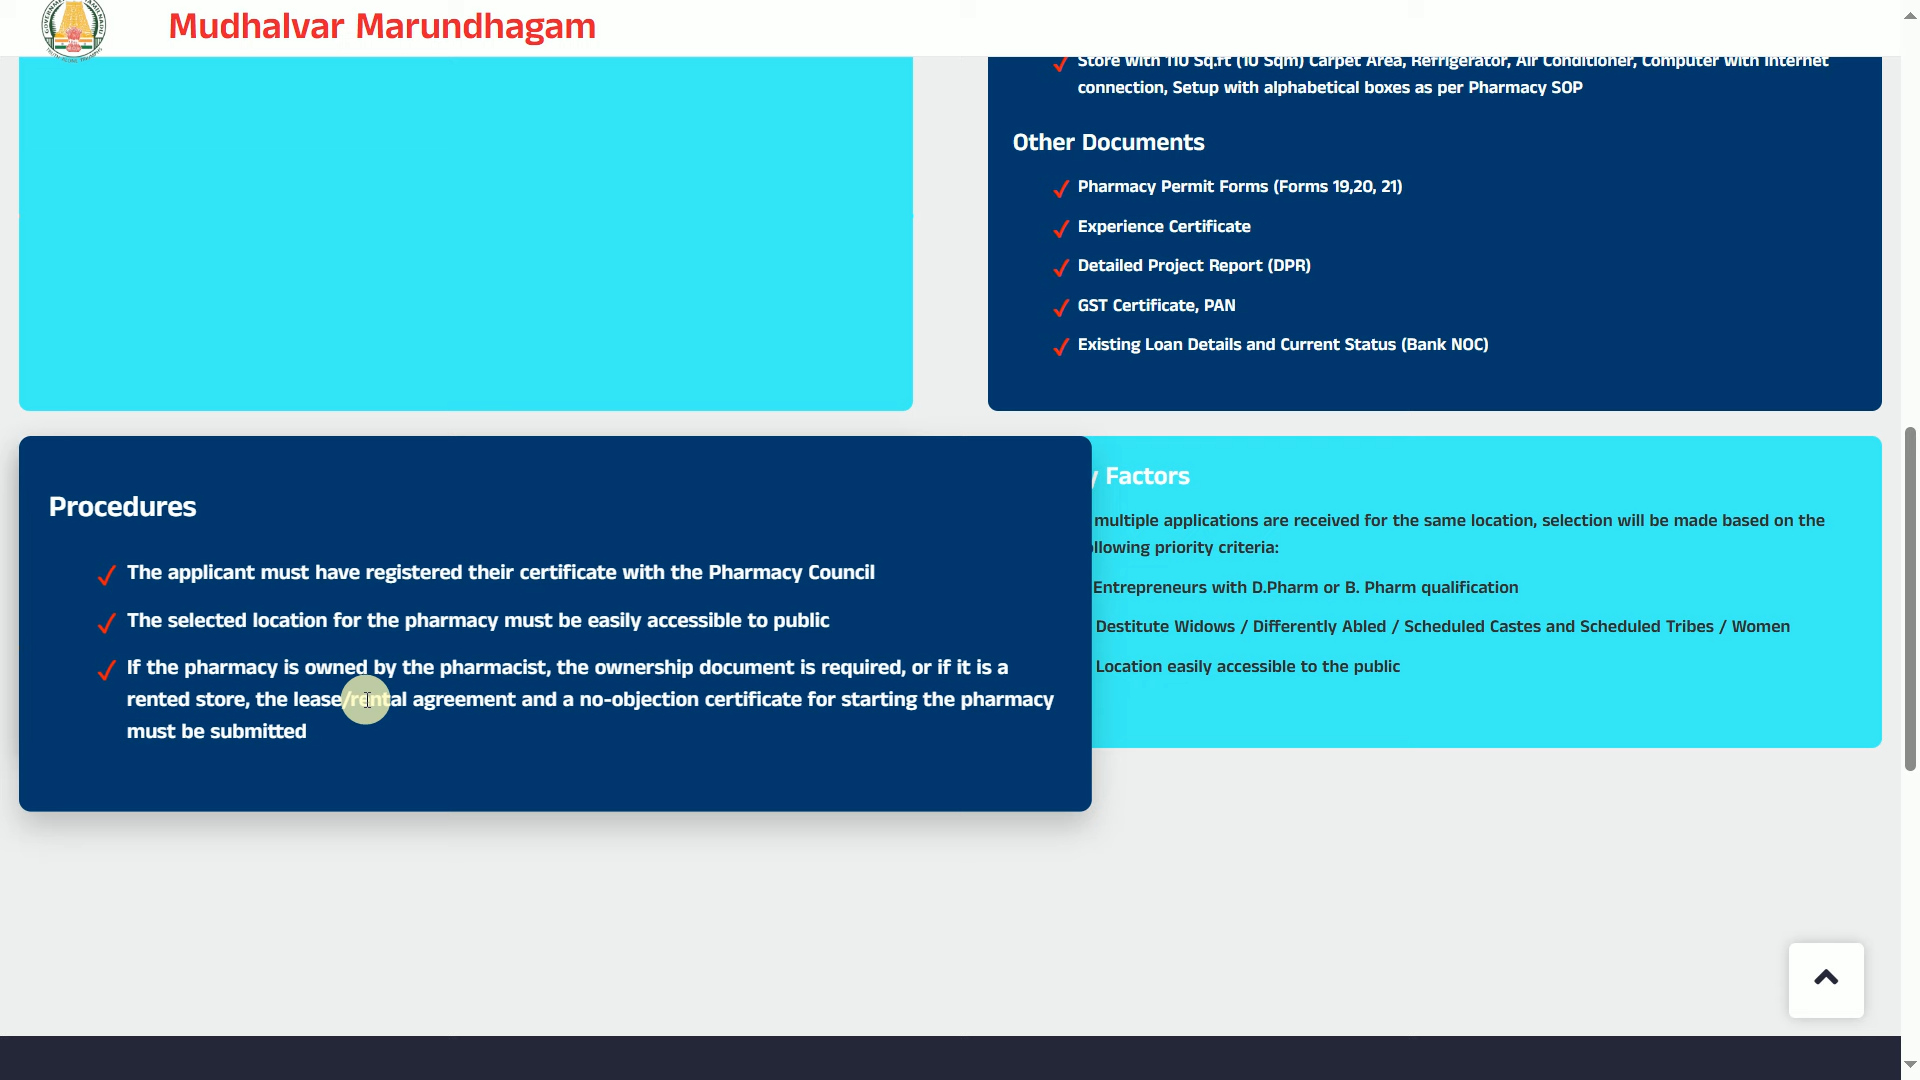 Mudhalvar Marundhagam
Store with 110 Sq.ft (10 Sqm) Carpet Area, Refrigerator, Air Conditioner, Computer with Internet
connection, Setup with alphabetical boxes as per Pharmacy SOP
Other Documents
Pharmacy Permit Forms (Forms 19,20, 21)
Experience Certificate
Detailed Project Report (DPR)
GST Certificate, PAN
Existing Loan Details and Current Status (Bank NOC)
Procedures
The applicant must have registered their certificate with the Pharmacy Council
The selected location for the pharmacy must be easily accessible to public
If the pharmacy is owned by the pharmacist, the ownership document is required, or if it is a
rented store, the lease/rental agreement and a no-objection certificate for starting the pharmacy
must be submitted
y Factors
multiple applications are received for the same location, selection will be made based on the
llowing priority criteria:
Entrepreneurs with D.Pharm or B. Pharm qualification
Destitute Widows / Differently Abled / Scheduled Castes and Scheduled Tribes / Women
Location easily accessible to the public